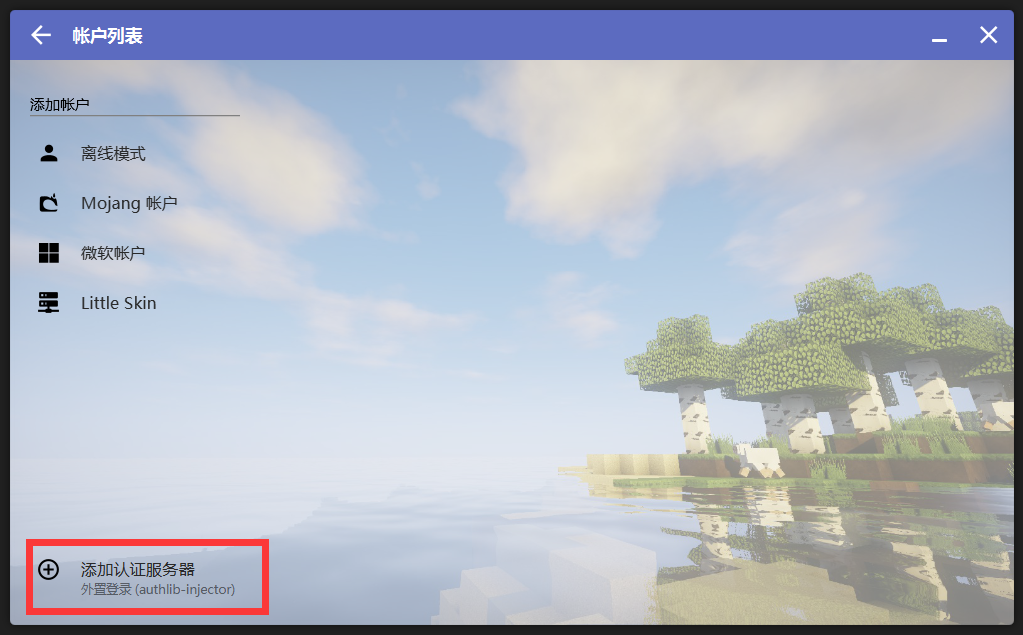 帐户列表
添加帐户
离线模式
Mojang 帐户
微软帐户
Little Skin
添加认证服务器
外置登录 (authlib-injector)